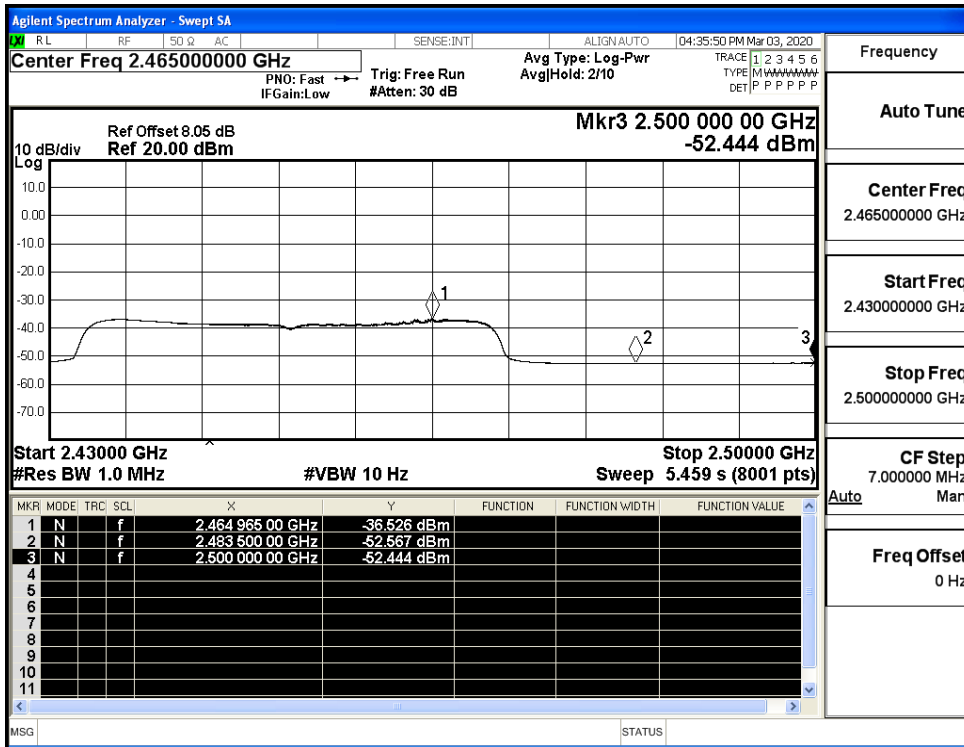 Agilent Spectrum Analyzer - Swept SA
LXI RL RF 50 Ω AC SENSE:INT ALIGN AUTO 04:35:50 PM Mar 03, 2020
Center Freq 2.465000000 GHz
PNO: Fast
IFGain:Low
Trig: Free Run
#Atten: 30 dB
Avg Type: Log-Pwr
Avg|Hold: 2/10
TRACE 1 2 3 4 5 6
TYPE M WWWWW
DET P P P P P P
Ref Offset 8.05 dB
10 dB/div Ref 20.00 dBm
Log
Mkr3 2.500 000 00 GHz
-52.444 dBm
10.0
0.00
-10.0
-20.0
-30.0
-40.0
-50.0
-60.0
-70.0
1
2
3
Start 2.43000 GHz Stop 2.50000 GHz
#Res BW 1.0 MHz #VBW 10 Hz Sweep 5.459 s (8001 pts)
MKR MODE TRC SCL X Y FUNCTION FUNCTION WIDTH FUNCTION VALUE
1 N f 2.464 965 00 GHz -36.526 dBm
2 N f 2.483 500 00 GHz -52.567 dBm
3 N f 2.500 000 00 GHz -52.444 dBm
4
5
6
7
8
9
10
11
MSG STATUS
Frequency
Auto Tune
Center Freq
2.465000000 GHz
Start Freq
2.430000000 GHz
Stop Freq
2.500000000 GHz
CF Step
7.000000 MHz
Auto Man
Freq Offset
0 Hz